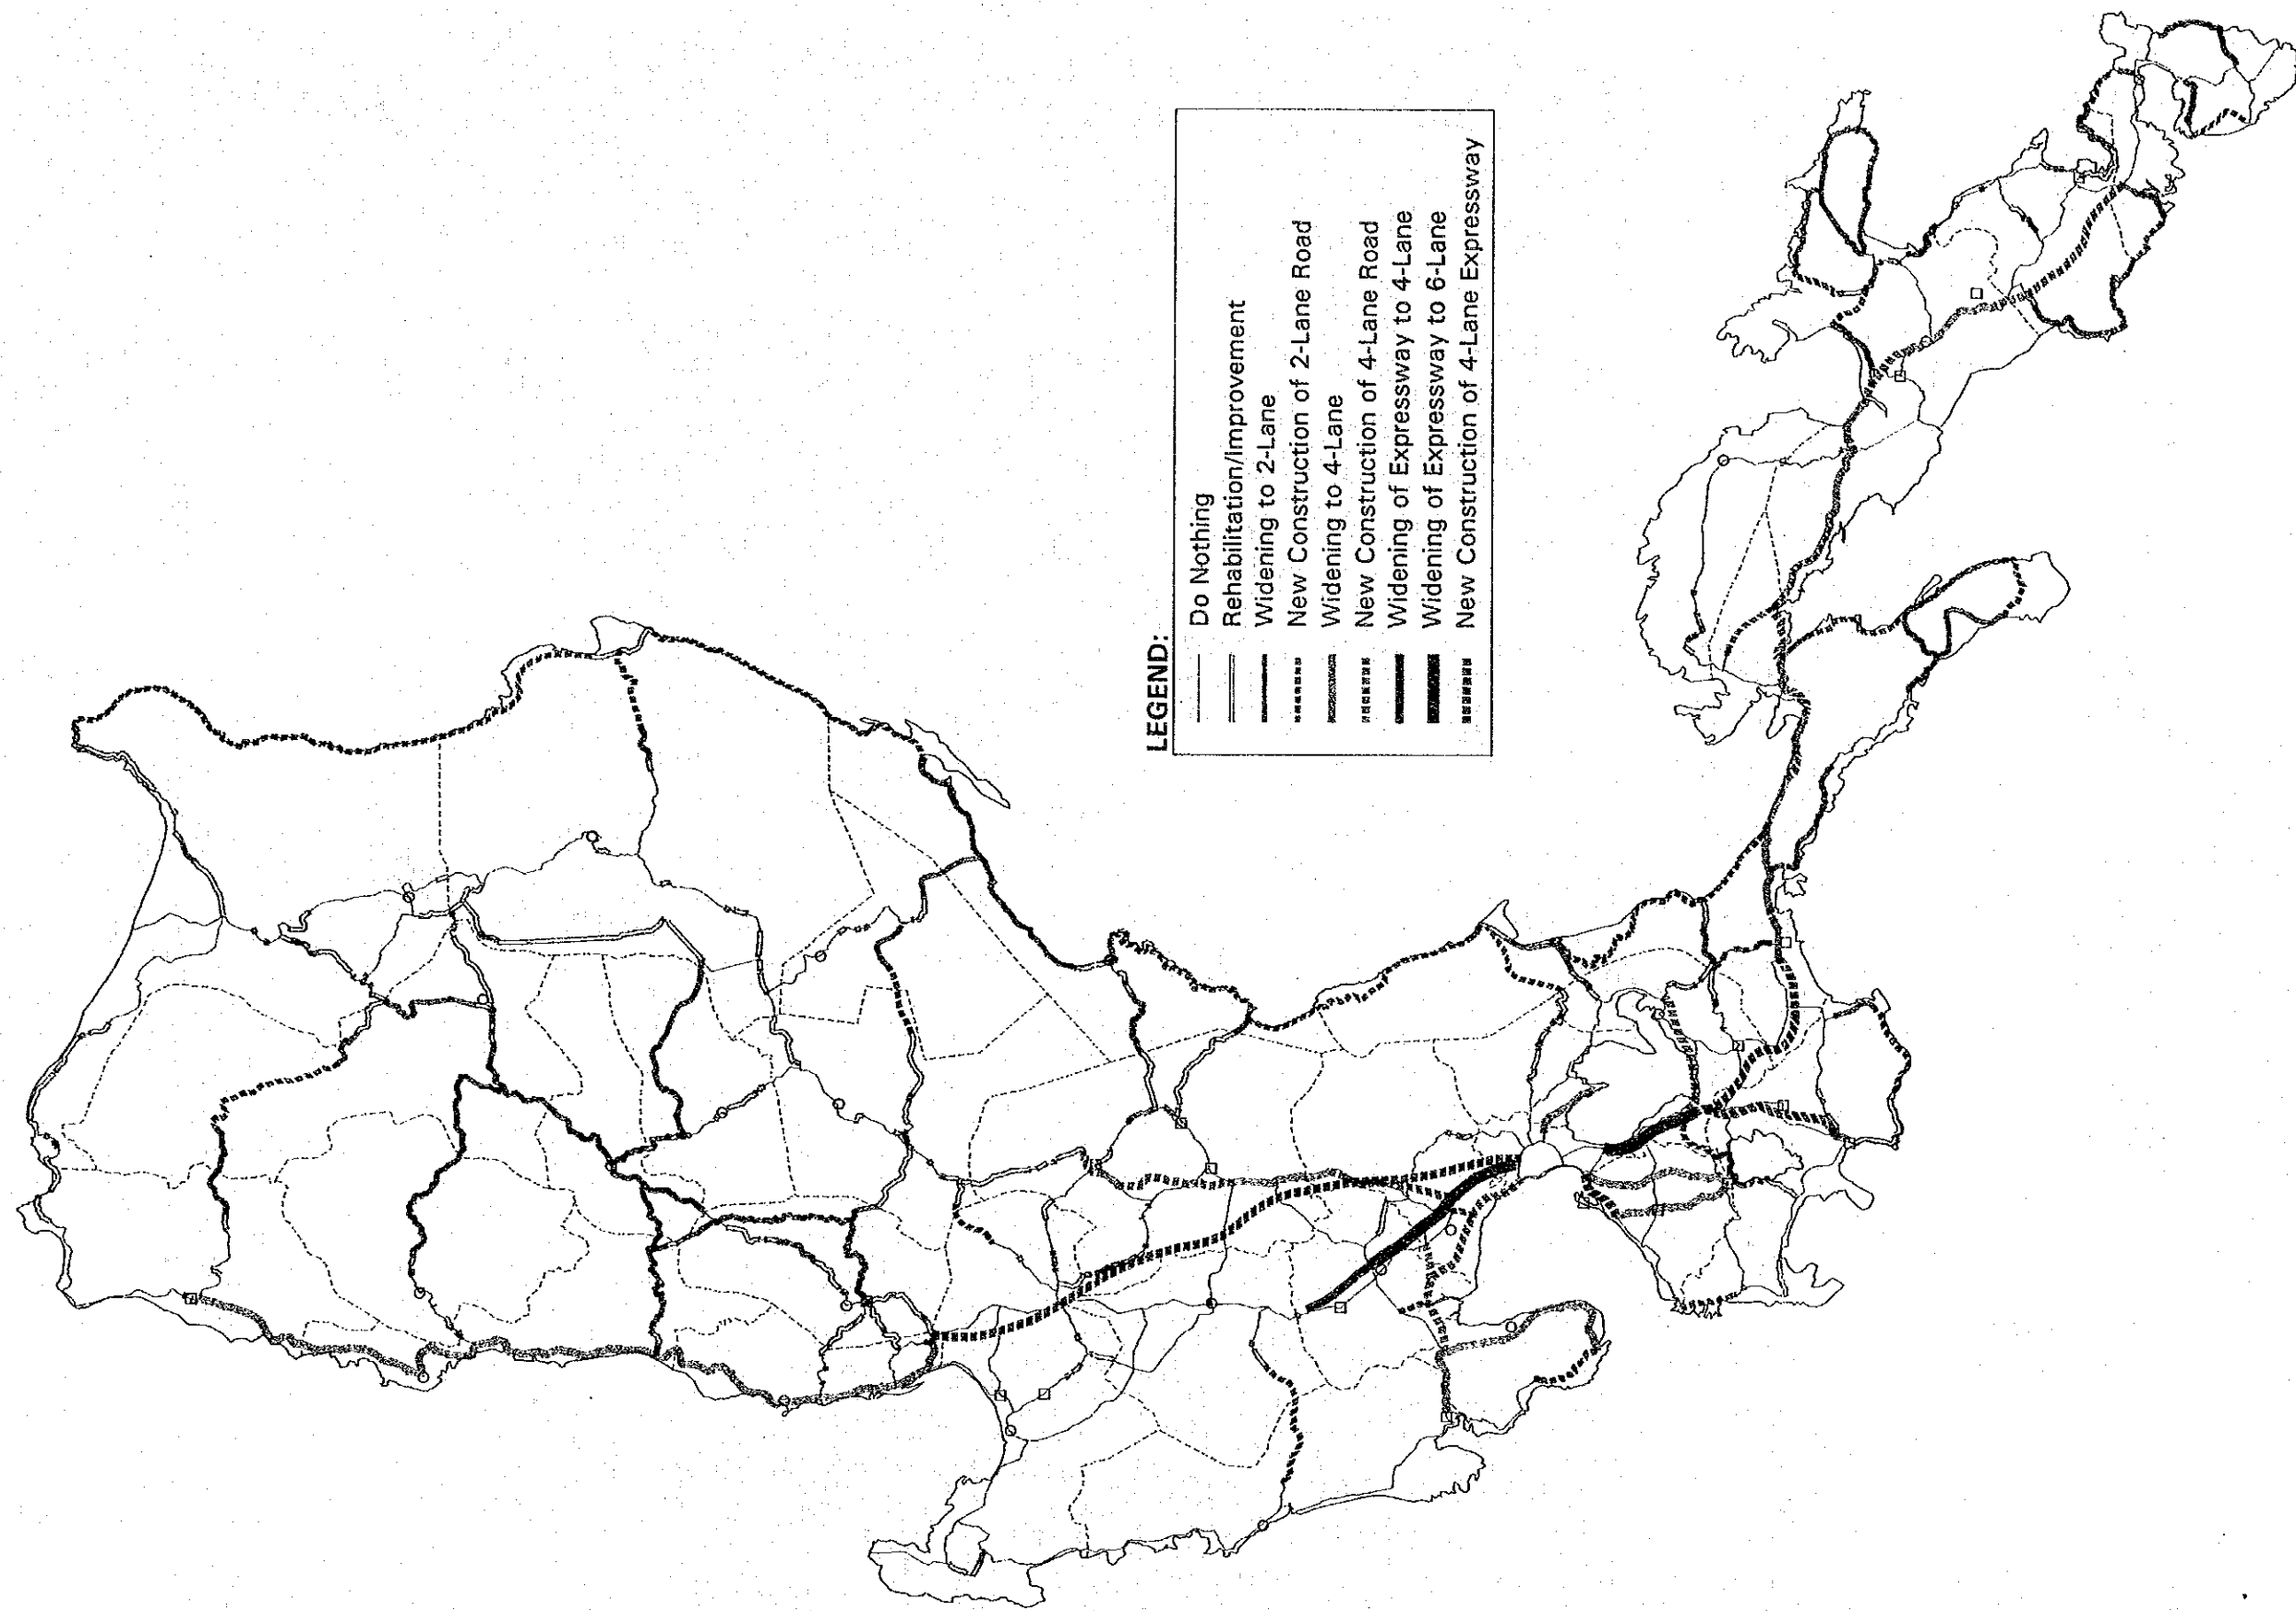 LEGEND:
Do Nothing
Rehabilitation/Improvement
Widening to 2-Lane
New Construction of 2-Lane Road
Widening to 4-Lane
New Construction of 4-Lane Road
Widening of Expressway to 4-Lane
Widening of Expressway to 6-Lane
New Construction of 4-Lane Expressway